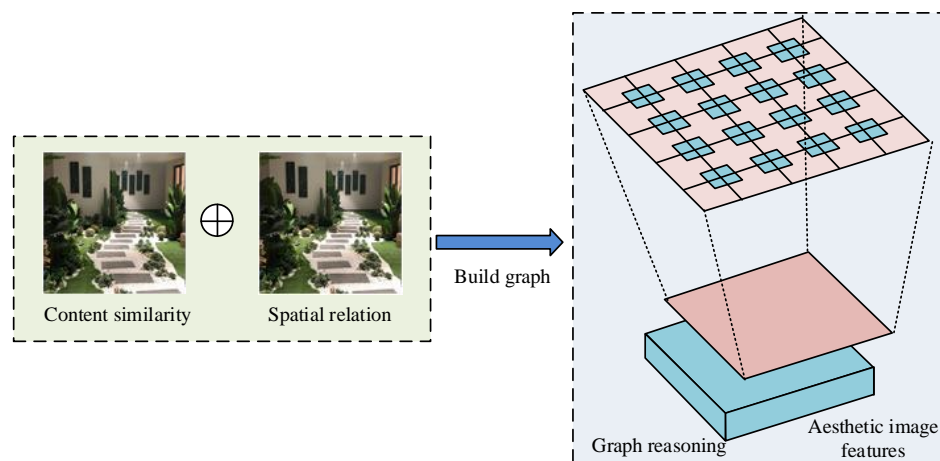 Content similarity
Spatial relation
Build graph
Graph reasoning
Aesthetic image
features